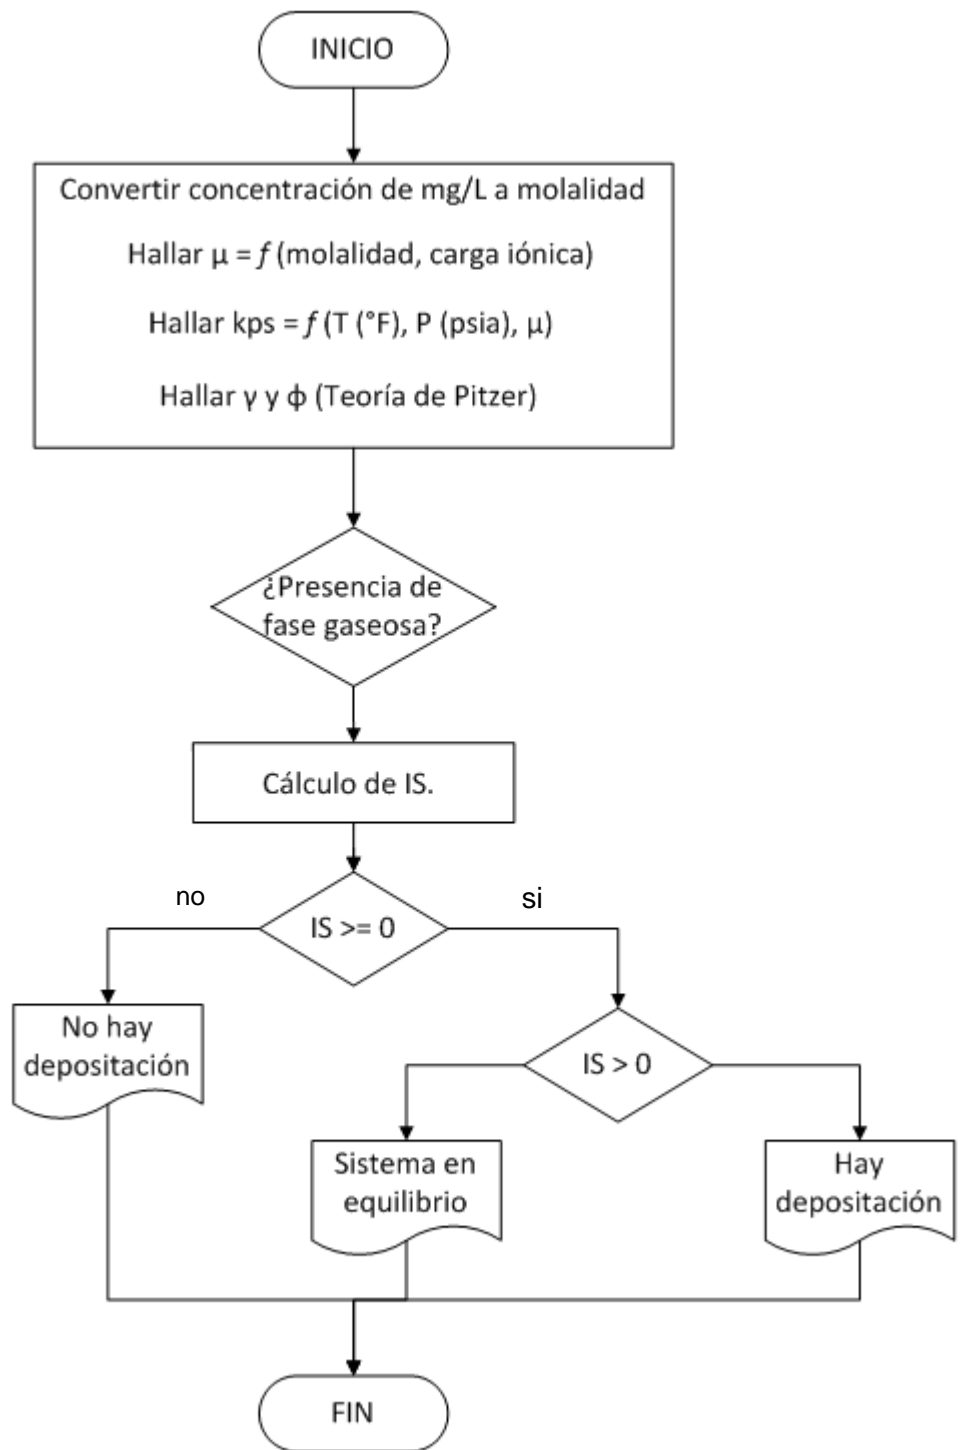 INICIO
Convertir concentración de mg/L a molalidad
Hallar µ = f (molalidad, carga iónica)
Hallar kps = f (T (°F), P (psia), µ)
Hallar γ y φ (Teoría de Pitzer)
¿Presencia de
fase gaseosa?
Cálculo de IS.
no
si
IS >= 0
No hay
depositación
IS > 0
Sistema en
equilibrio
Hay
depositación
FIN